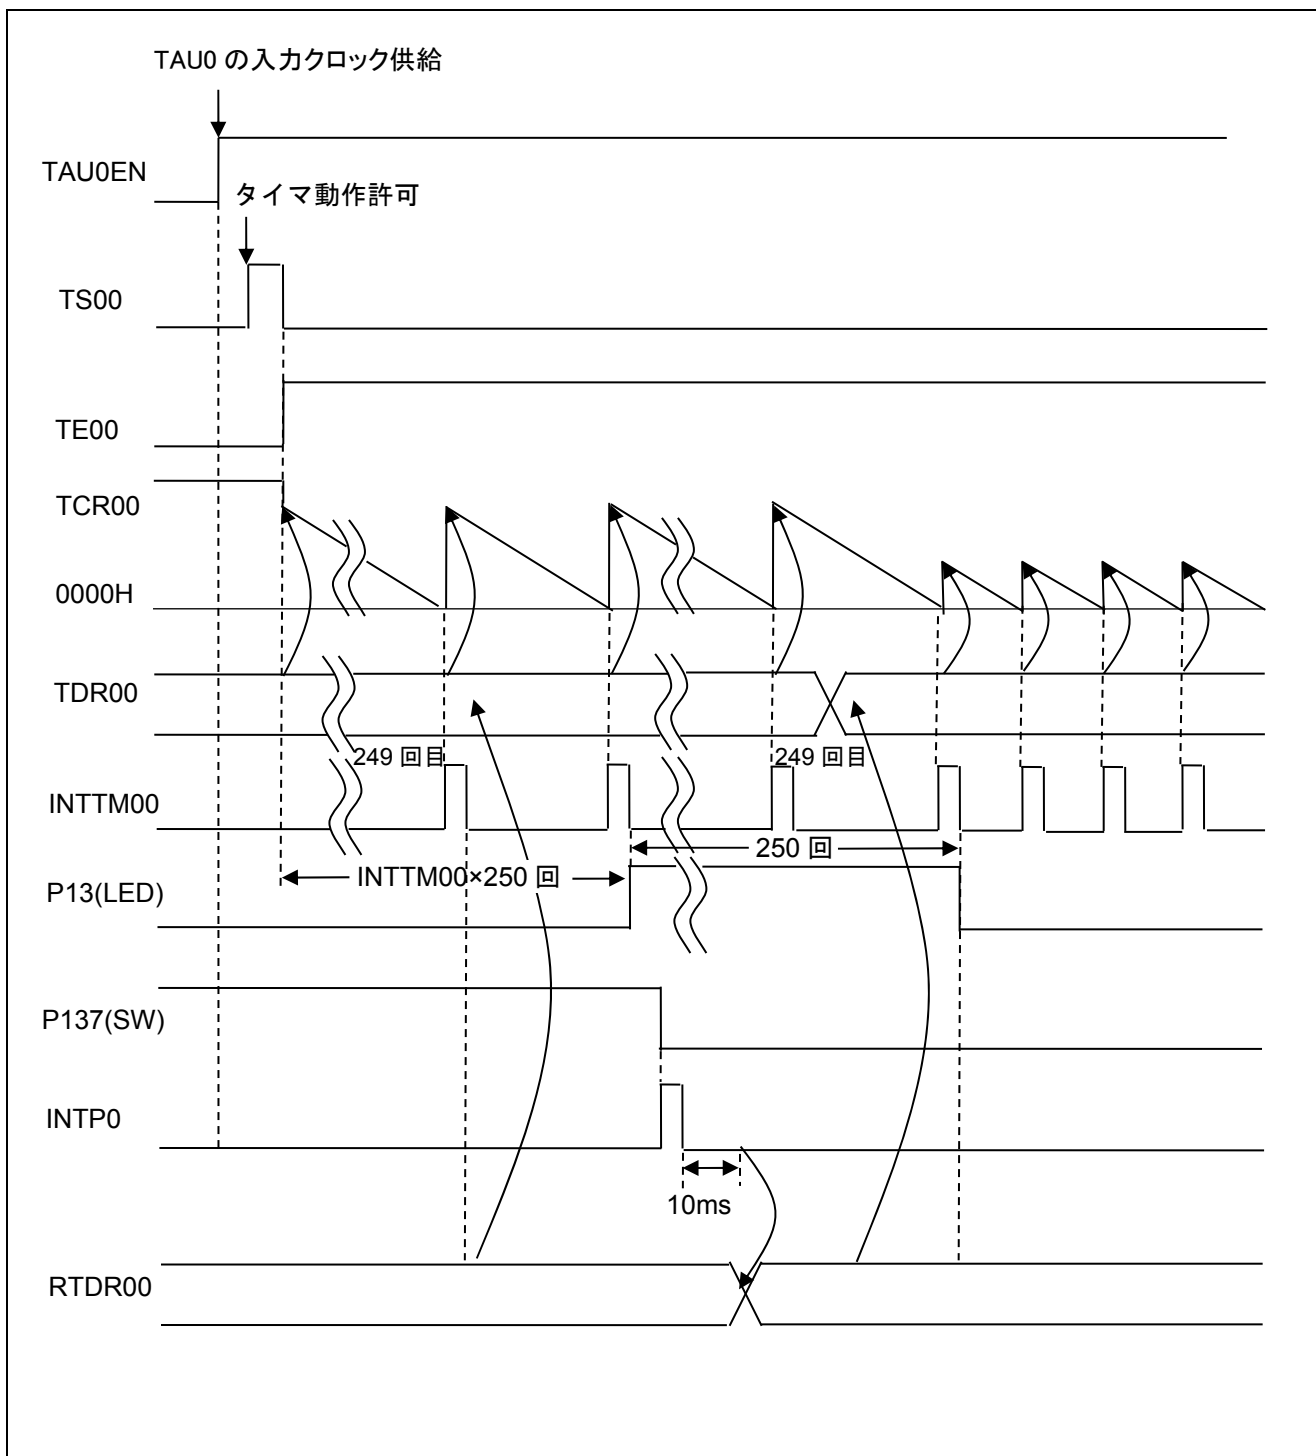 TAU0 の入力クロック供給
TAU0EN
タイマ動作許可
TS00
TE00
TCR00
0000H
TDR00
249 回目
249 回目
INTTM00
250 回
INTTM00×250 回
P13(LED)
P137(SW)
INTP0
10ms
RTDR00